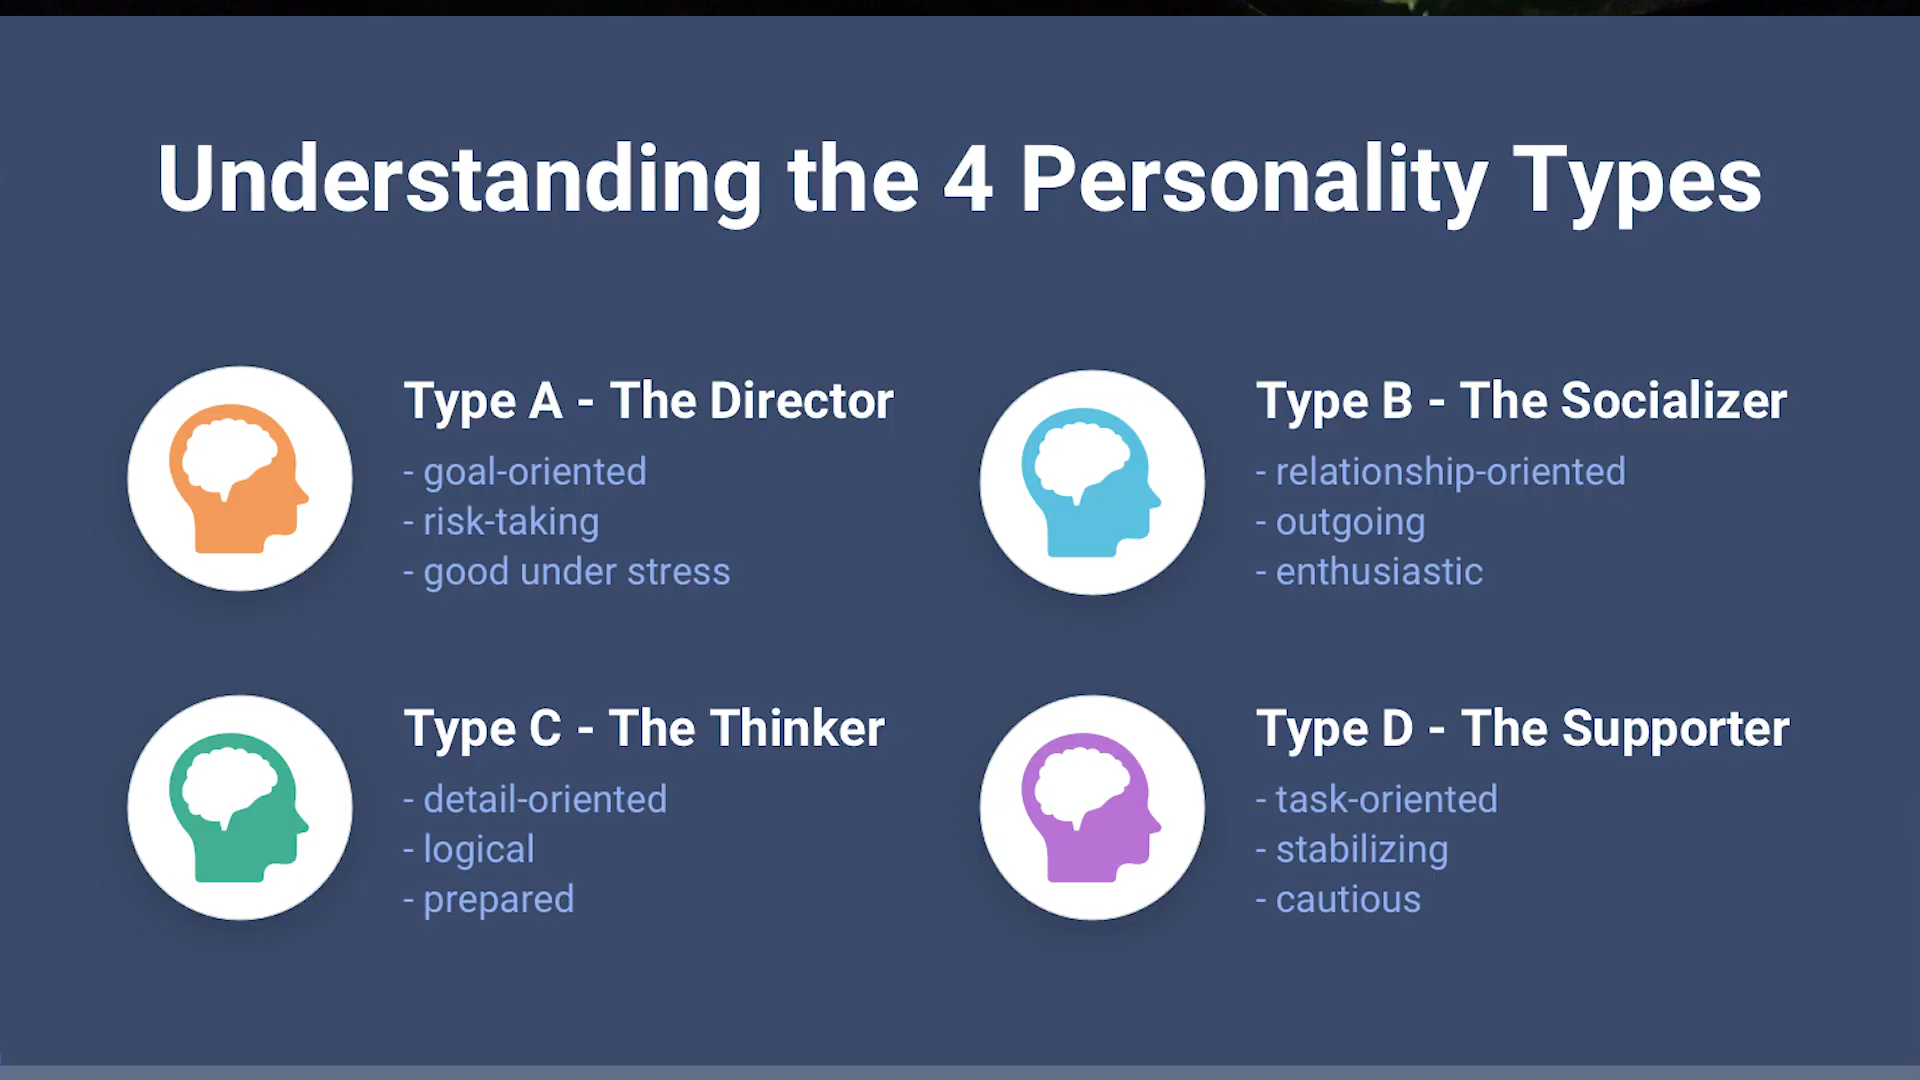 Understanding the 4 Personality Types
Type A - The Director
- goal-oriented
- risk-taking
- good under stress
Type B - The Socializer
- relationship-oriented
- outgoing
- enthusiastic
Type C - The Thinker
- detail-oriented
- logical
- prepared
Type D - The Supporter
- task-oriented
- stabilizing
- cautious